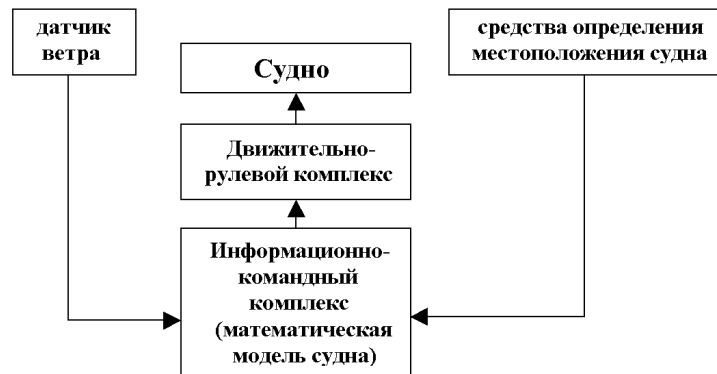 датчик
ветра
Судно
средства определения
местоположения судна
Движительно-
рулевой комплекс
Информационно-
командный
комплекс
(математическая
модель судна)